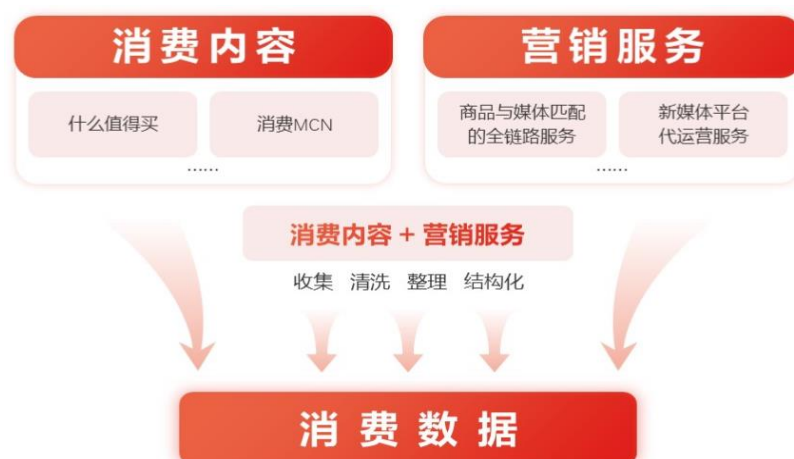 消费内容
营销服务
什么值得买
消费MCN
商品与媒体匹配
的全链路服务
新媒体平台
代运营服务
......
......
消费内容 + 营销服务
收集 清洗 整理 结构化
消费数据